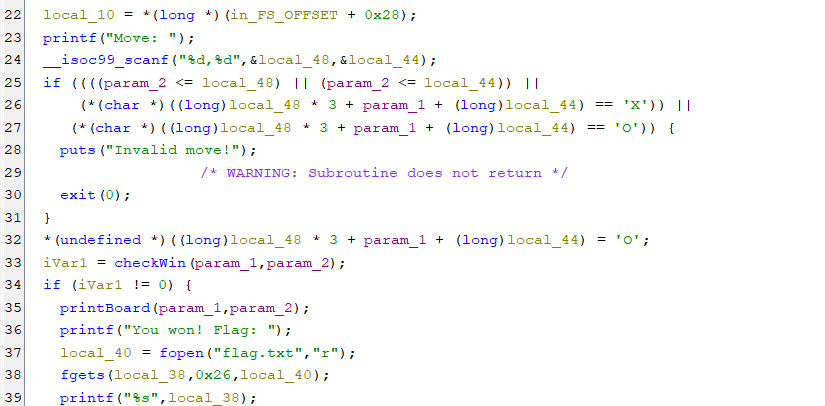 22 local_10 = *(long *)(in_FS_OFFSET + 0x28);
23 printf("Move: ");
24 __isoc99_scanf("%d,%d",&local_48,&local_44);
25 if ((((param_2 <= local_48) || (param_2 <= local_44)) ||
26 (*(char *)((long)local_48 * 3 + param_1 + (long)local_44) == 'X')) ||
27 (*(char *)((long)local_48 * 3 + param_1 + (long)local_44) == 'O')) {
28 puts("Invalid move!");
29 /* WARNING: Subroutine does not return */
30 exit(0);
31 }
32 *(undefined *)((long)local_48 * 3 + param_1 + (long)local_44) = 'O';
33 iVar1 = checkWin(param_1,param_2);
34 if (iVar1 != 0) {
35 printBoard(param_1,param_2);
36 printf("You won! Flag: ");
37 local_40 = fopen("flag.txt","r");
38 fgets(local_38,0x26,local_40);
39 printf("%s",local_38);